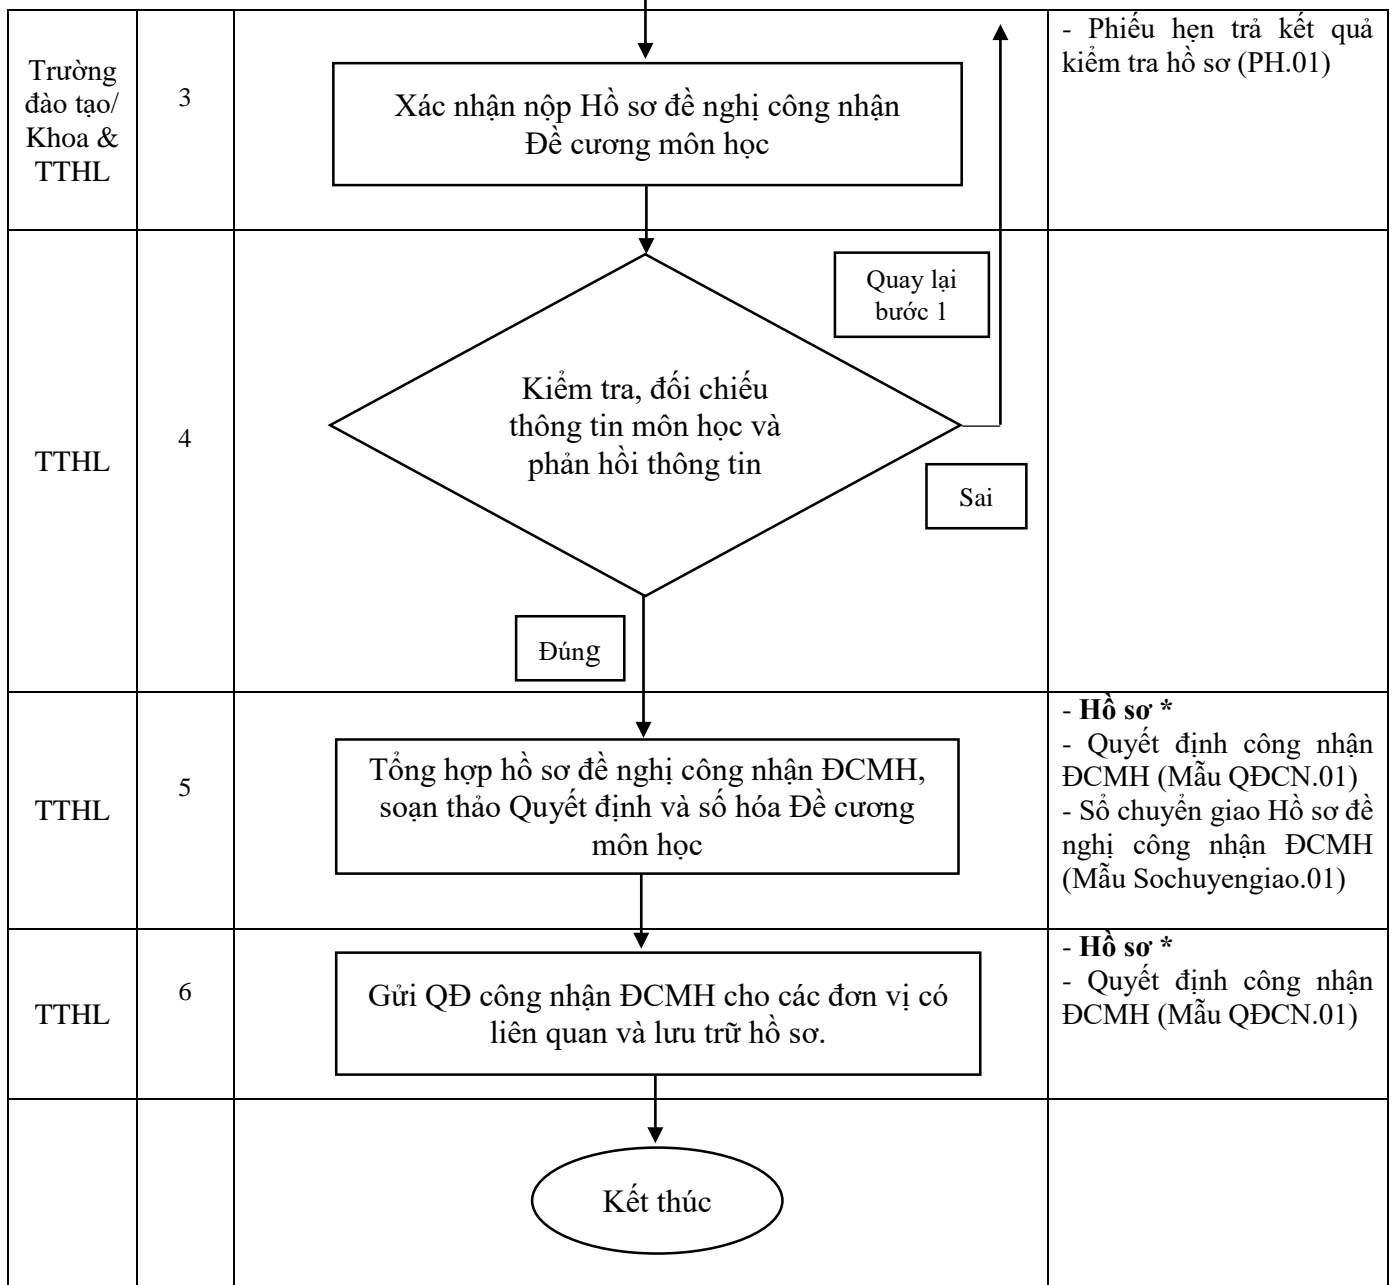 Trường
đào tạo/
Khoa &
TTHL
3
Xác nhận nộp Hồ sơ đề nghị công nhận
Đề cương môn học
- Phiếu hẹn trả kết quả
kiểm tra hồ sơ (PH.01)
TTHL
4
Quay lại
bước 1
Kiểm tra, đối chiếu
thông tin môn học và
phản hồi thông tin
Sai
Đúng
TTHL
5
Tổng hợp hồ sơ đề nghị công nhận ĐCMH,
soạn thảo Quyết định và số hóa Đề cương
môn học
- Hồ sơ *
- Quyết định công nhận
ĐCMH (Mẫu QĐCN.01)
- Sổ chuyển giao Hồ sơ đề
nghị công nhận ĐCMH
(Mẫu Sochuyengiao.01)
TTHL
6
Gửi QĐ công nhận ĐCMH cho các đơn vị có
liên quan và lưu trữ hồ sơ.
- Hồ sơ *
- Quyết định công nhận
ĐCMH (Mẫu QĐCN.01)
Kết thúc